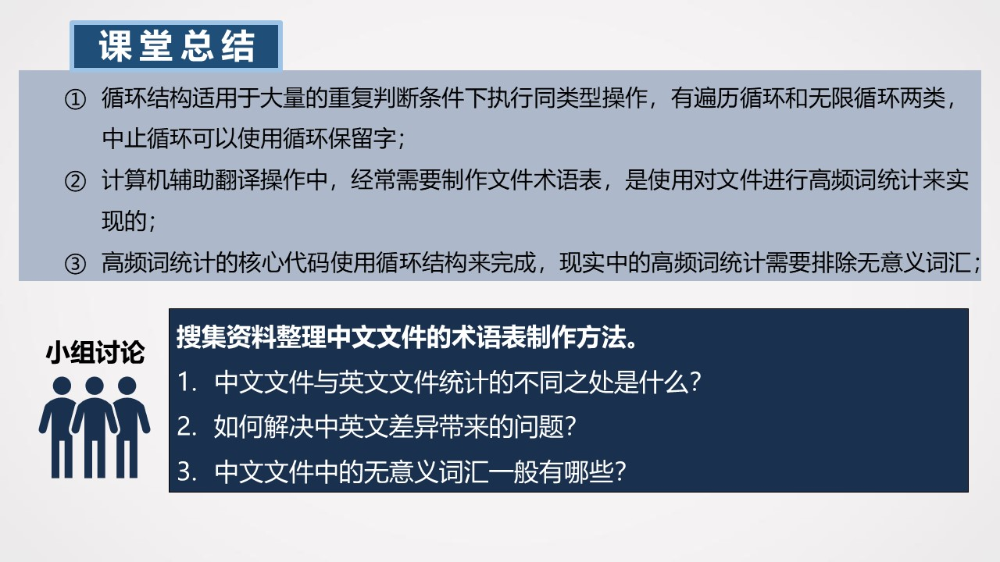 课堂总结
① 循环结构适用于大量的重复判断条件下执行同类型操作，有遍历循环和无限循环两类，
中止循环可以使用循环保留字；
② 计算机辅助翻译操作中，经常需要制作文件术语表，是使用对文件进行高频词统计来实
现的；
③ 高频词统计的核心代码使用循环结构来完成，现实中的高频词统计需要排除无意义词汇；
小组讨论
搜集资料整理中文文件的术语表制作方法。
1. 中文文件与英文文件统计的不同之处是什么？
2. 如何解决中英文差异带来的问题？
3. 中文文件中的无意义词汇一般有哪些？